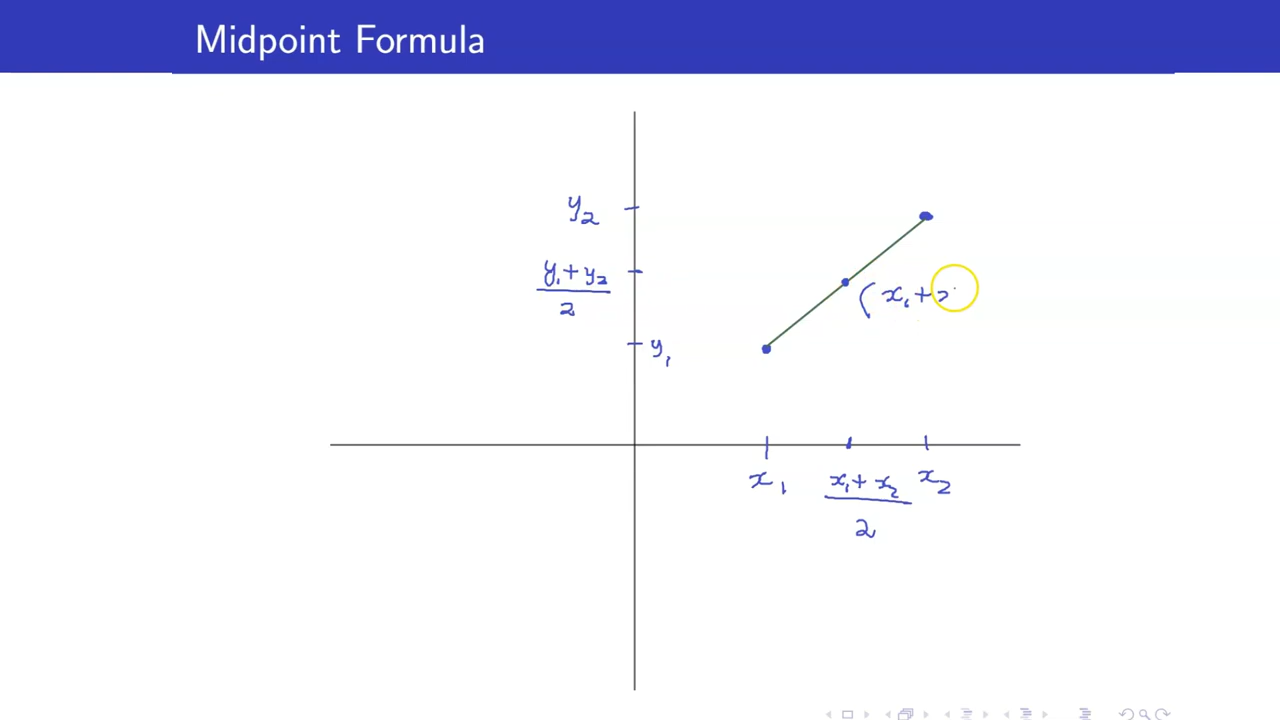 Midpoint Formula
y₂
y₁ + y₂
2
(x₁ +
y₁
x₁
x₁ + x₂
2
x₂